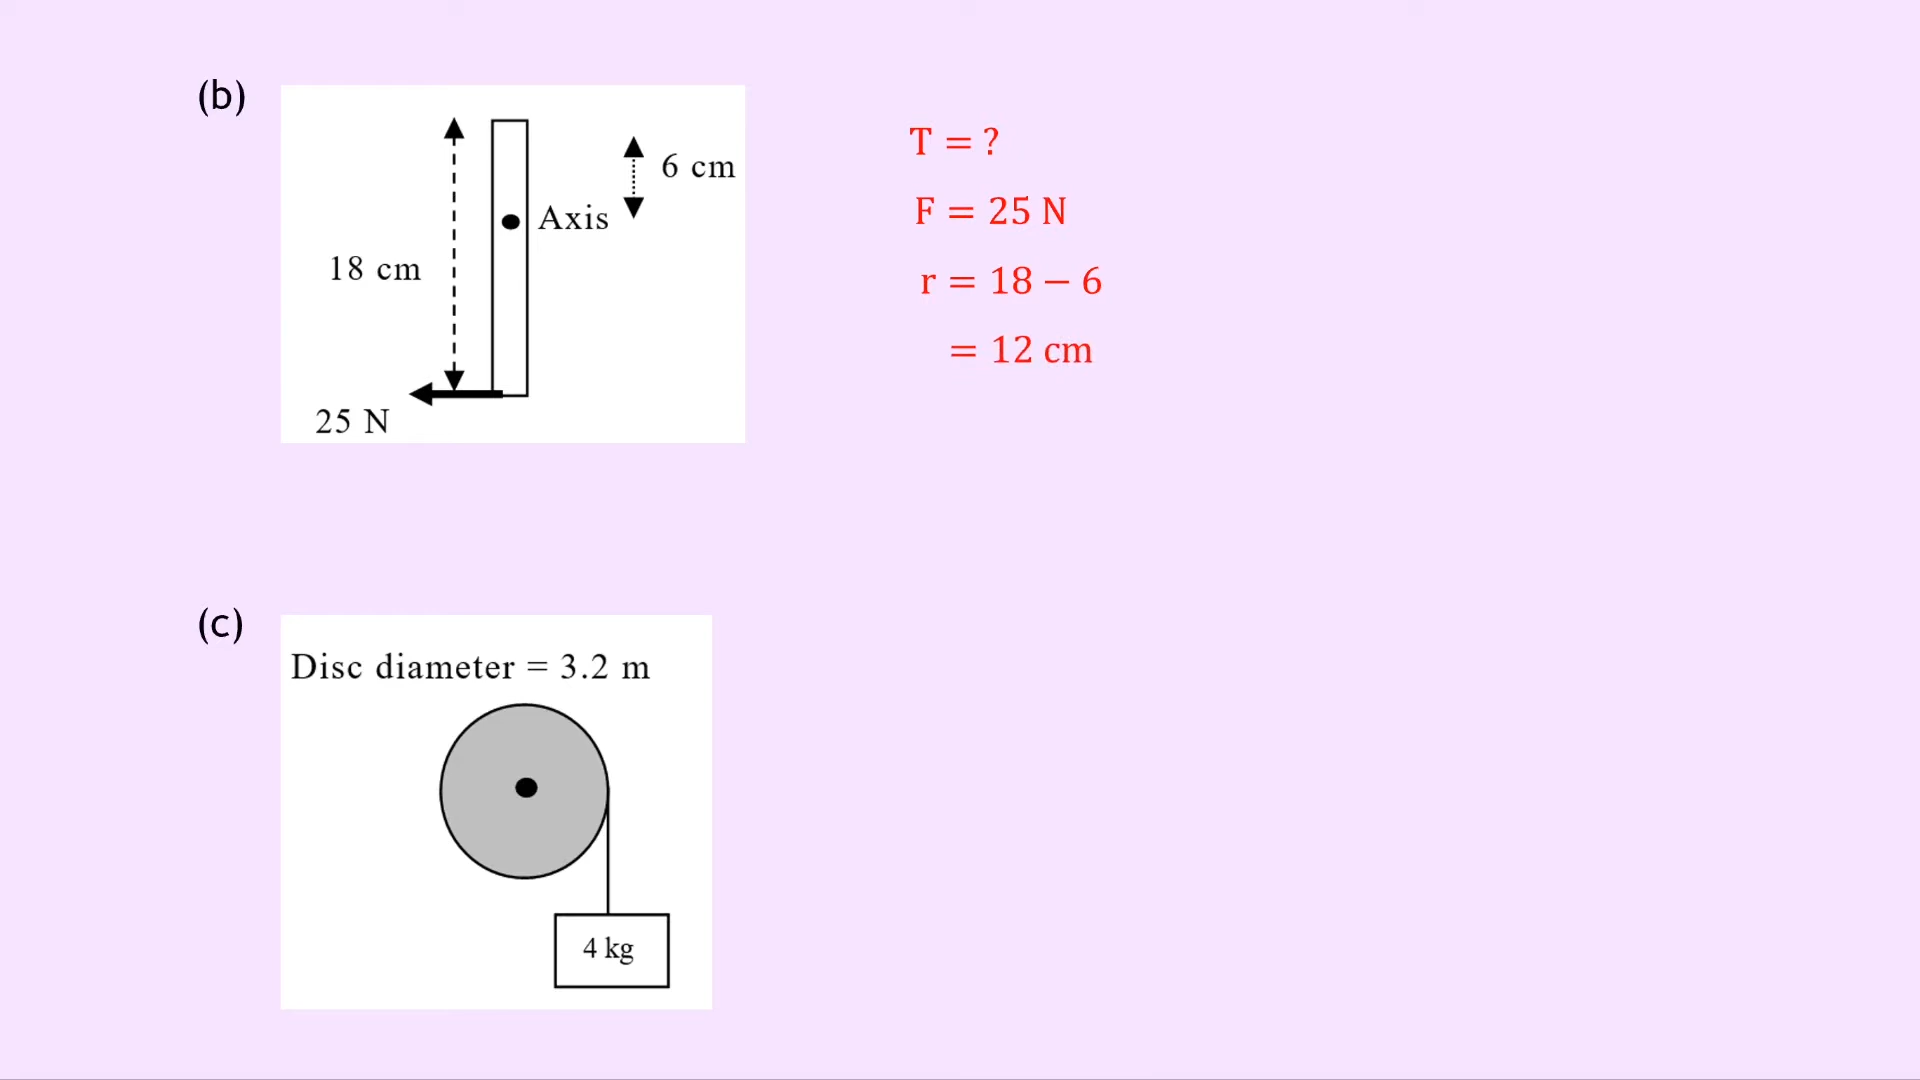 (b)
6 cm
Axis
18 cm
25 N
T = ?
F = 25 N
r = 18 − 6
= 12 cm
(c)
Disc diameter = 3.2 m
4 kg